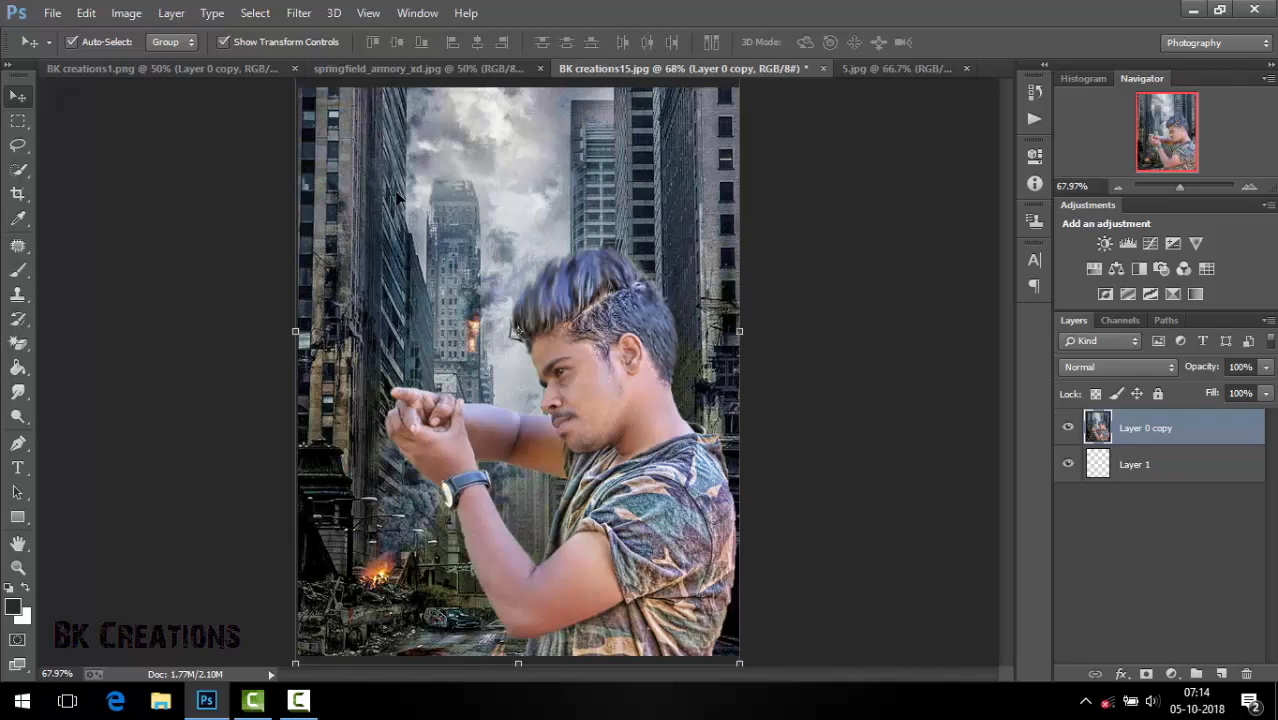 Ps File Edit Image Layer Type Select Filter 3D View Window Help
Auto-Select: Group Show Transform Controls 3D Mode: Photography
BK creations1.png @ 50% (Layer 0 copy, RGB/... × springfield_armory_xd.jpg @ 50% (RGB/8... × BK creations15.jpg @ 68% (Layer 0 copy, RGB/8#) * × 5.jpg @ 66.7% (RGB/... ×
Histogram Navigator
67.97%
Adjustments
Add an adjustment
Layers Channels Paths
Kind
Normal Opacity: 100%
Lock: Fill: 100%
Layer 0 copy
Layer 1
BK Creations
67.97% Doc: 1.77M/2.10M
Ps 07:14
05-10-2018
2